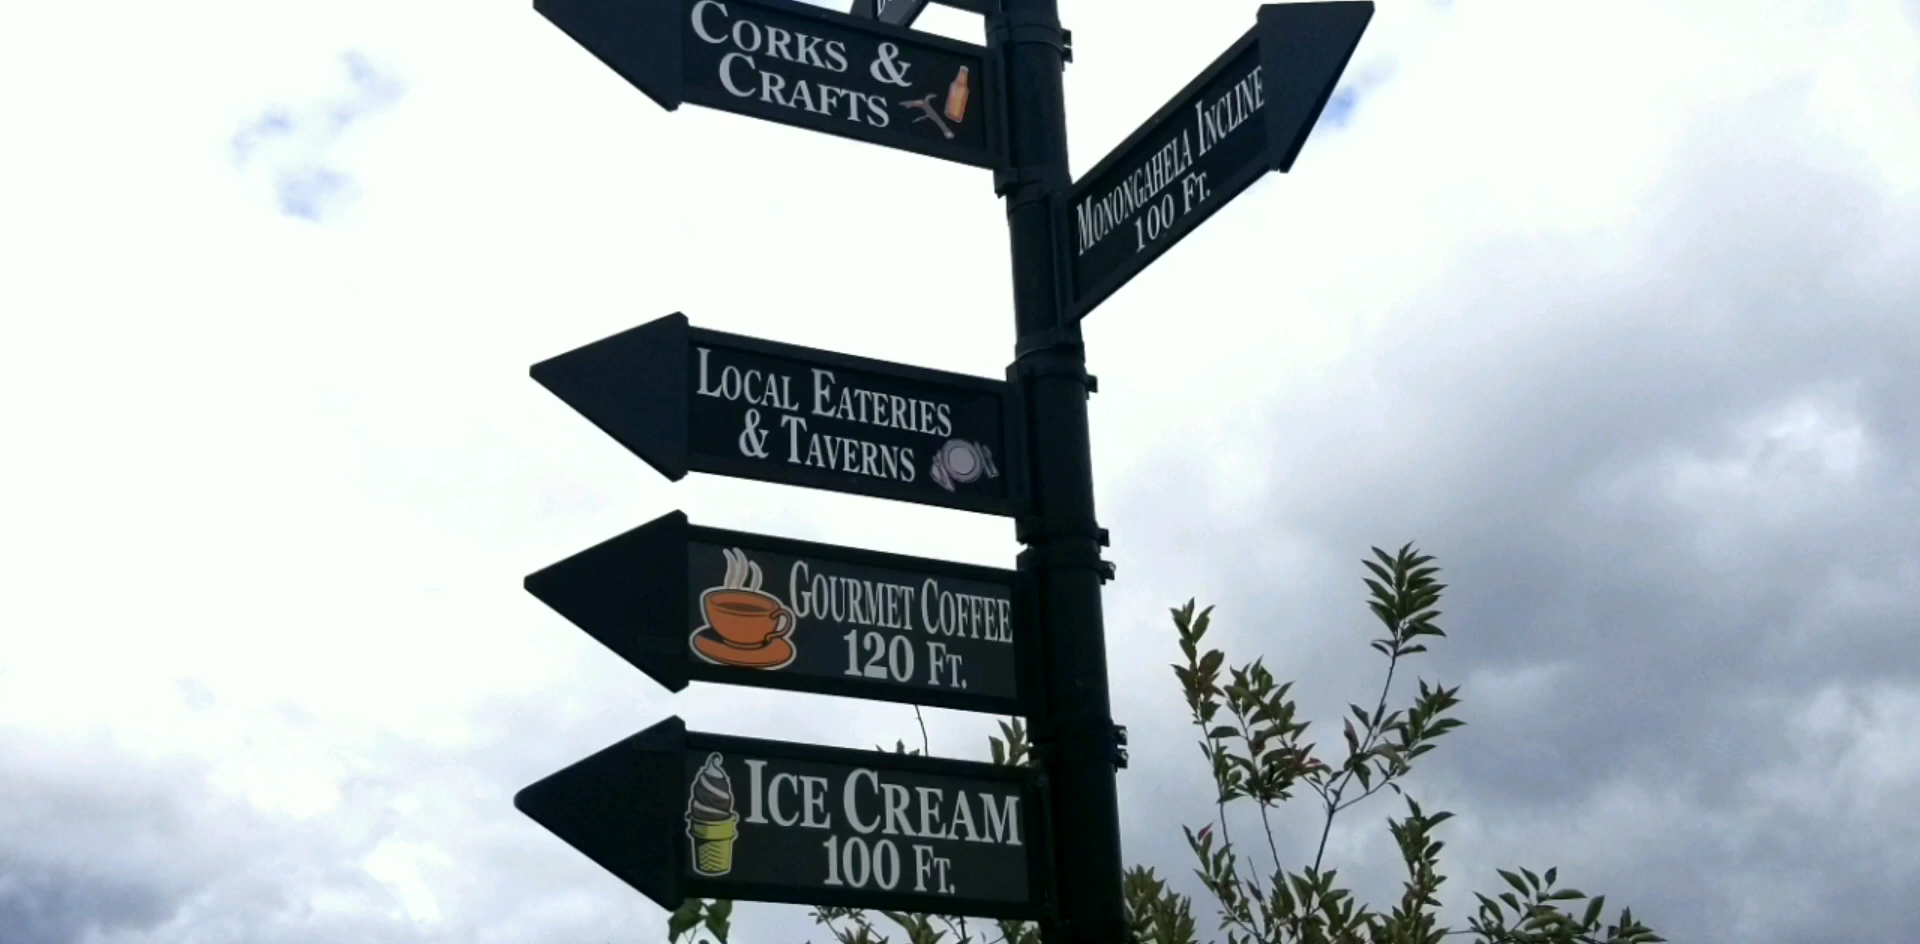 CORKS &
CRAFTS
MONONGAHELA INCLINE
100 FT.
LOCAL EATERIES
& TAVERNS
GOURMET COFFEE
120 FT.
ICE CREAM
100 FT.